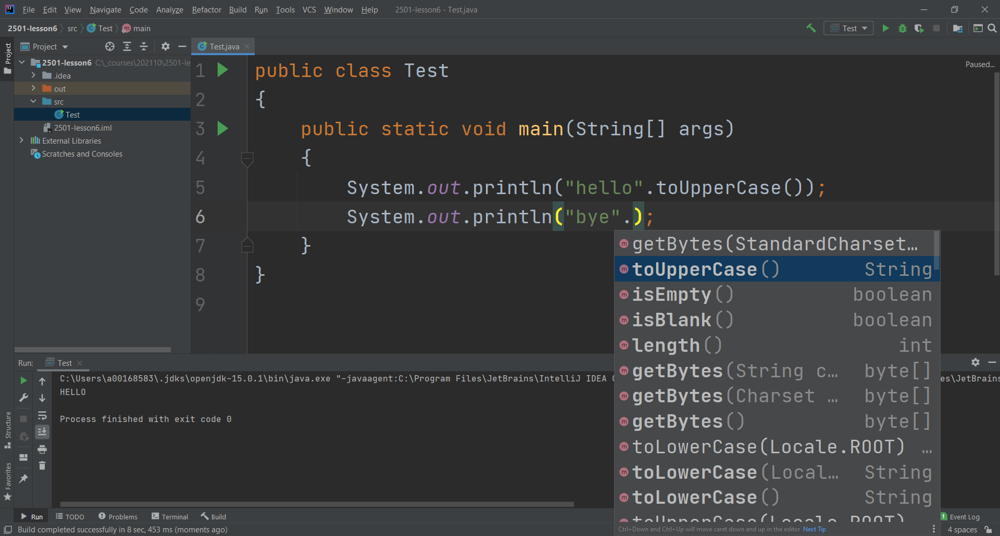 File Edit View Navigate Code Analyze Refactor Build Run Tools VCS Window Help 2501-lesson6 - Test.java
2501-lesson6 src Test main
Test
Project
Project
2501-lesson6 C:\_courses\202110\2501-le
.idea
out
src
Test
2501-lesson6.iml
External Libraries
Scratches and Consoles
Test.java
Paused...
1 public class Test
2 {
3 public static void main(String[] args)
4 {
5 System.out.println("hello".toUpperCase());
6 System.out.println("bye".);
7 }
8 }
9
getBytes(StandardCharset…
toUpperCase() String
isEmpty() boolean
isBlank() boolean
length() int
getBytes(String c… byte[]
getBytes(Charset … byte[]
getBytes() byte[]
toLowerCase(Locale.ROOT) …
toLowerCase(Local… String
toLowerCase() String
toUpperCase(Locale.ROOT)
Ctrl+Down and Ctrl+Up will move caret down and up in the editor Next Tip
Run: Test
C:\Users\a00168583\.jdks\openjdk-15.0.1\bin\java.exe "-javaagent:C:\Program Files\JetBrains\IntelliJ IDEA es\JetBrains
HELLO
Process finished with exit code 0
Structure
Favorites
Run TODO Problems Terminal Build
1 Event Log
Build completed successfully in 8 sec, 453 ms (moments ago)
4 spaces